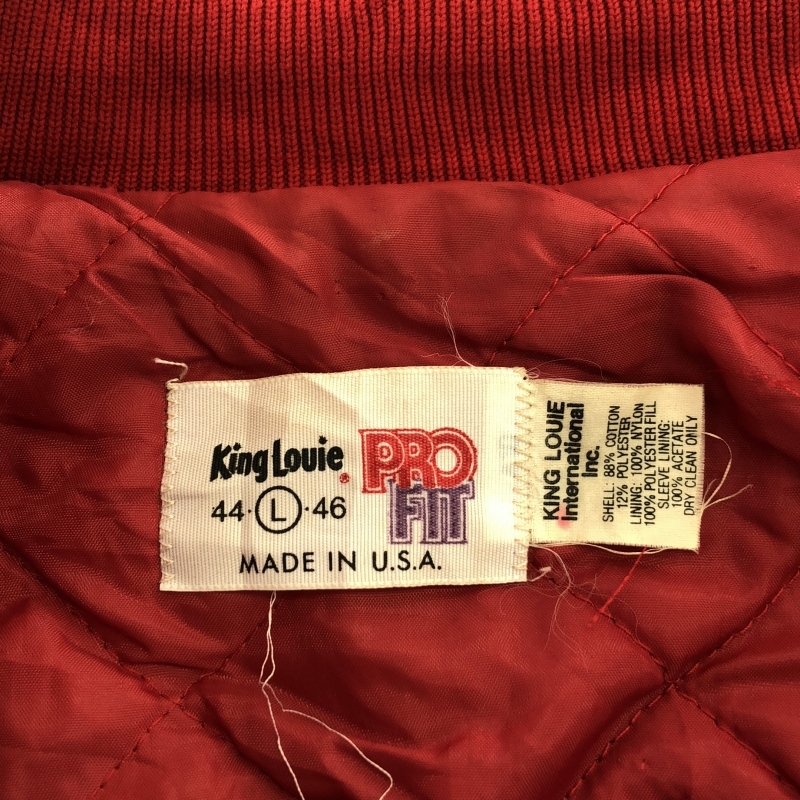 King Louie
PRO
FIT
44·L·46
MADE IN U.S.A.
KING LOUIE
international
Inc.
SHELL: 88% COTTON
12% POLYESTER
LINING: 100% NYLON
100% POLYESTER FILL
SLEEVE LINING:
100% ACETATE
DRY CLEAN ONLY